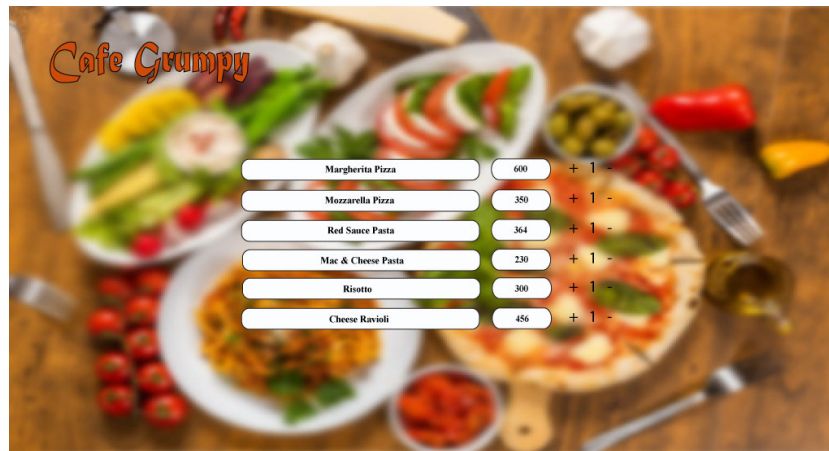 Cafe Grumpy
Margherita Pizza 600 + 1 -
Mozzarella Pizza 350 + 1 -
Red Sauce Pasta 364 + 1 -
Mac & Cheese Pasta 230 + 1 -
Risotto 300 + 1 -
Cheese Ravioli 456 + 1 -